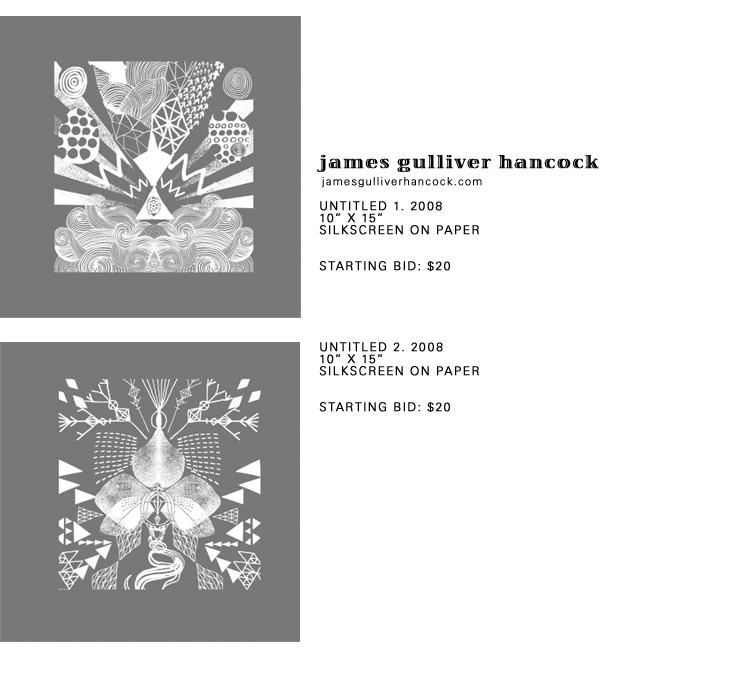 james gulliver hancock
jamesgulliverhancock.com
UNTITLED 1. 2008
10” X 15”
SILKSCREEN ON PAPER
STARTING BID: $20
UNTITLED 2. 2008
10” X 15”
SILKSCREEN ON PAPER
STARTING BID: $20